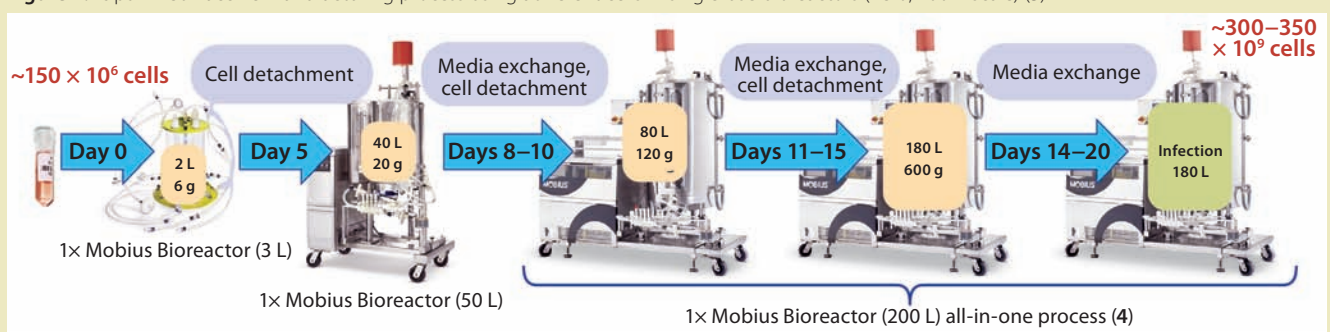 ~150 × 10⁶ cells
Cell detachment
Media exchange,
cell detachment
Media exchange,
cell detachment
Media exchange
~300–350
× 10⁹ cells
Day 0
2 L
6 g
Day 5
40 L
20 g
Days 8–10
80 L
120 g
Days 11–15
180 L
600 g
Days 14–20
Infection
180 L
MOBIUS
MOBIUS
MOBIUS
1× Mobius Bioreactor (3 L)
1× Mobius Bioreactor (50 L)
1× Mobius Bioreactor (200 L) all-in-one process (4)